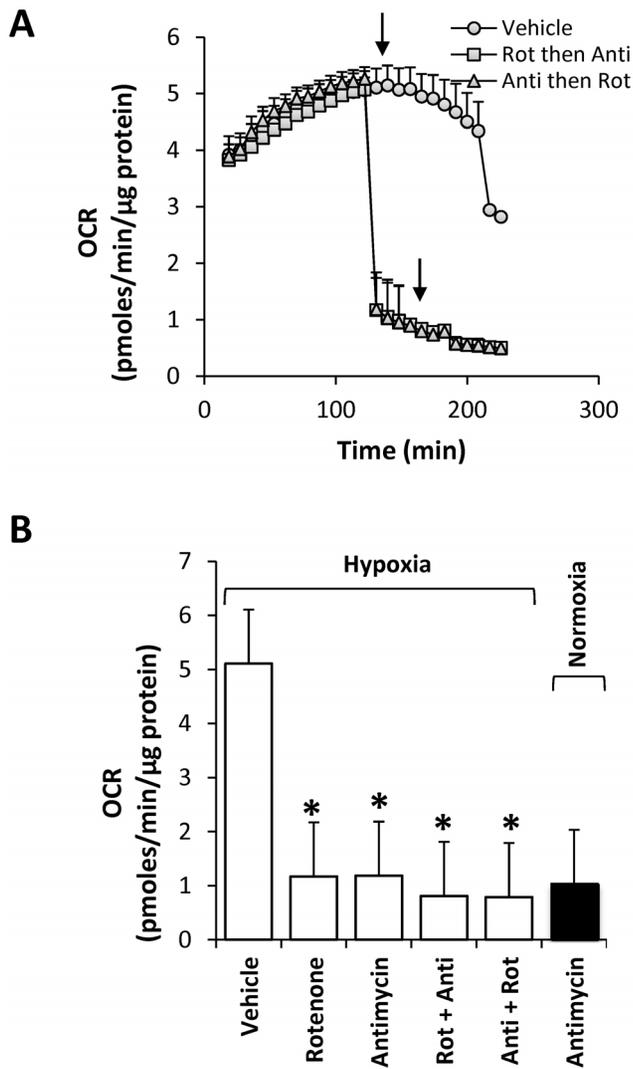 A
Vehicle
Rot then Anti
Anti then Rot
6
5
4
3
2
1
0
OCR
(pmoles/min/µg protein)
0 100 200 300
Time (min)
B
Hypoxia
Normoxia
7
6
5
4
3
2
1
0
OCR
(pmoles/min/µg protein)
* * * *
Vehicle
Rotenone
Antimycin
Rot + Anti
Anti + Rot
Antimycin